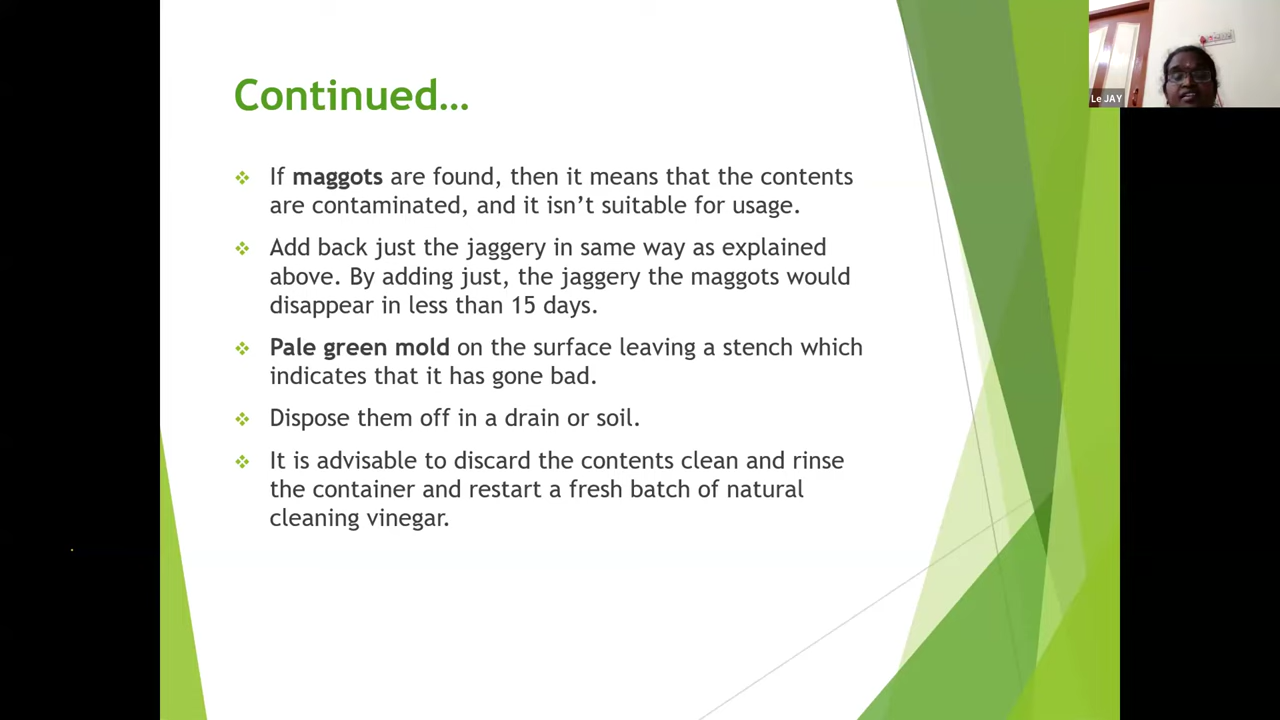 Continued...
If maggots are found, then it means that the contents
are contaminated, and it isn't suitable for usage.
Add back just the jaggery in same way as explained
above. By adding just, the jaggery the maggots would
disappear in less than 15 days.
Pale green mold on the surface leaving a stench which
indicates that it has gone bad.
Dispose them off in a drain or soil.
It is advisable to discard the contents clean and rinse
the container and restart a fresh batch of natural
cleaning vinegar.
Le JAY